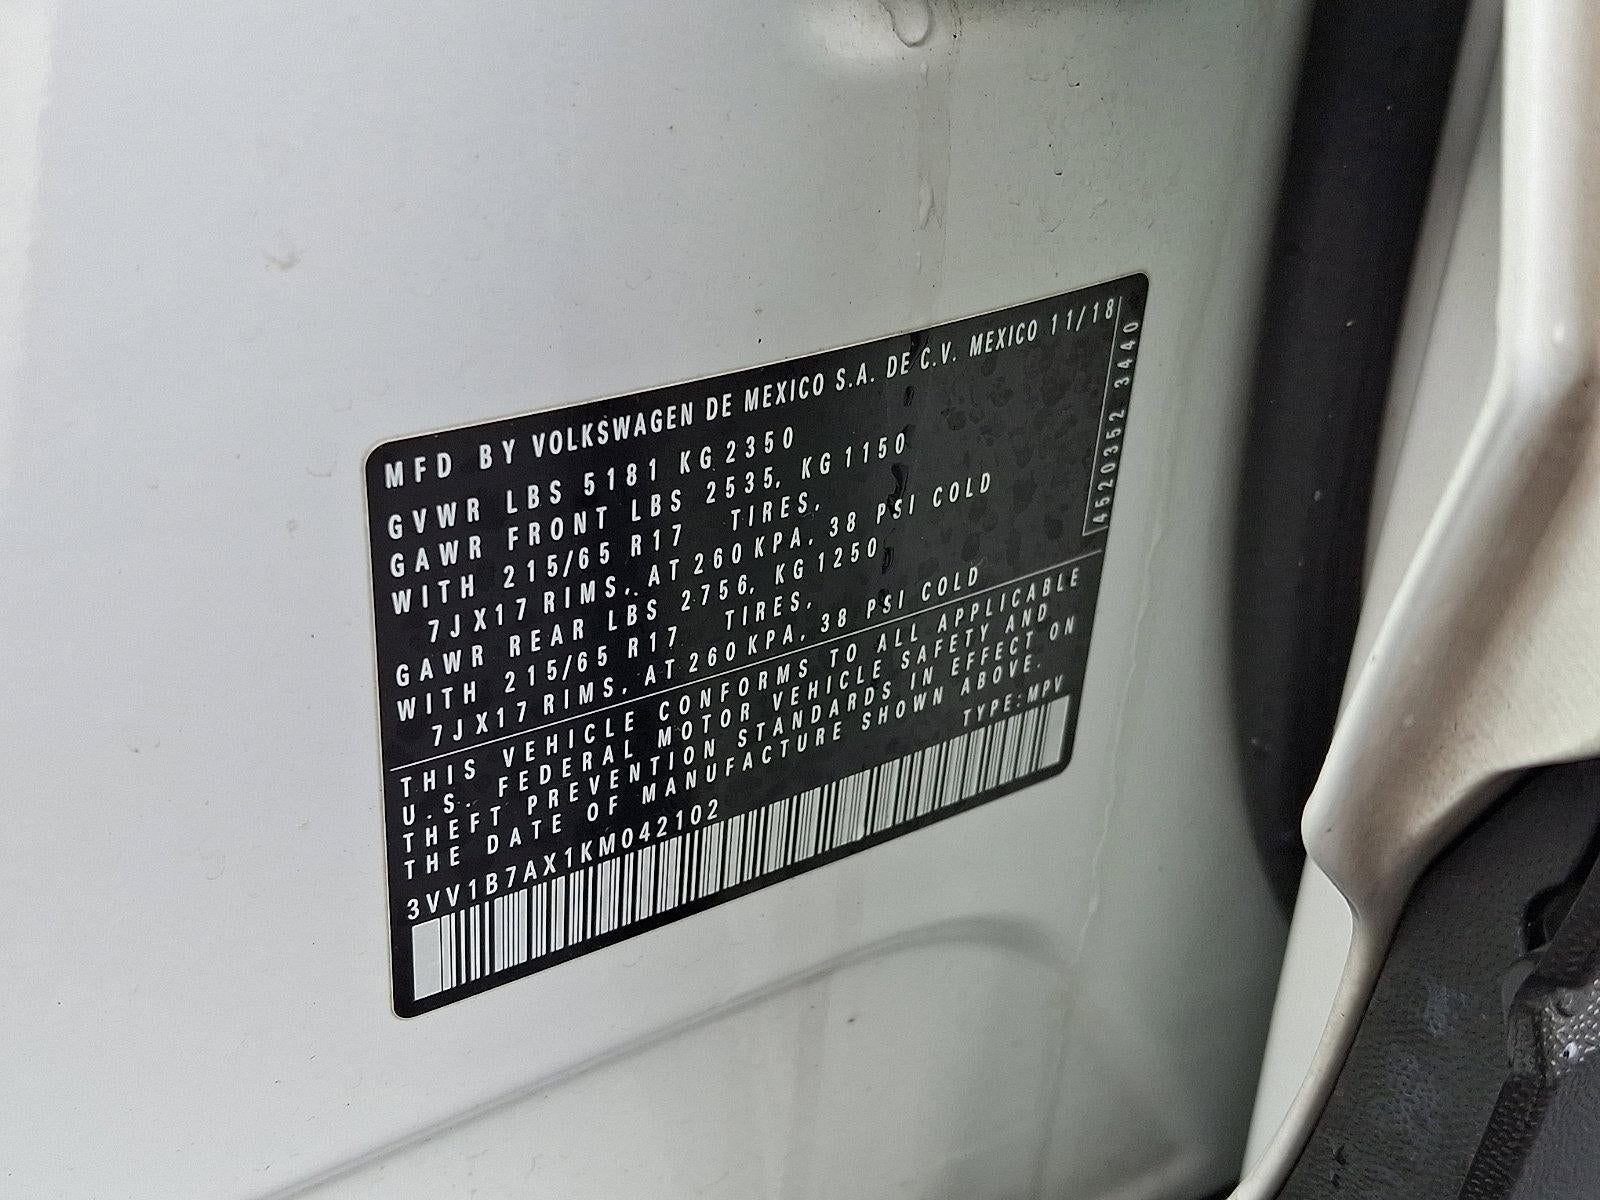 MFD BY VOLKSWAGEN DE MEXICO S.A. DE C.V. MEXICO 11/18
GVWR LBS 5181 KG 2350
GAWR FRONT LBS 2535, KG 1150
WITH 215/65 R17 TIRES,
7JX17 RIMS, AT 260 KPA, 38 PSI COLD
GAWR REAR LBS 2756, KG 1250
WITH 215/65 R17 TIRES,
7JX17 RIMS, AT 260 KPA, 38 PSI COLD
4520352 3440
THIS VEHICLE CONFORMS TO ALL APPLICABLE
U.S. FEDERAL MOTOR VEHICLE SAFETY AND
THEFT PREVENTION STANDARDS IN EFFECT ON
THE DATE OF MANUFACTURE SHOWN ABOVE.
3VV1B7AX1KM042102 TYPE:MPV